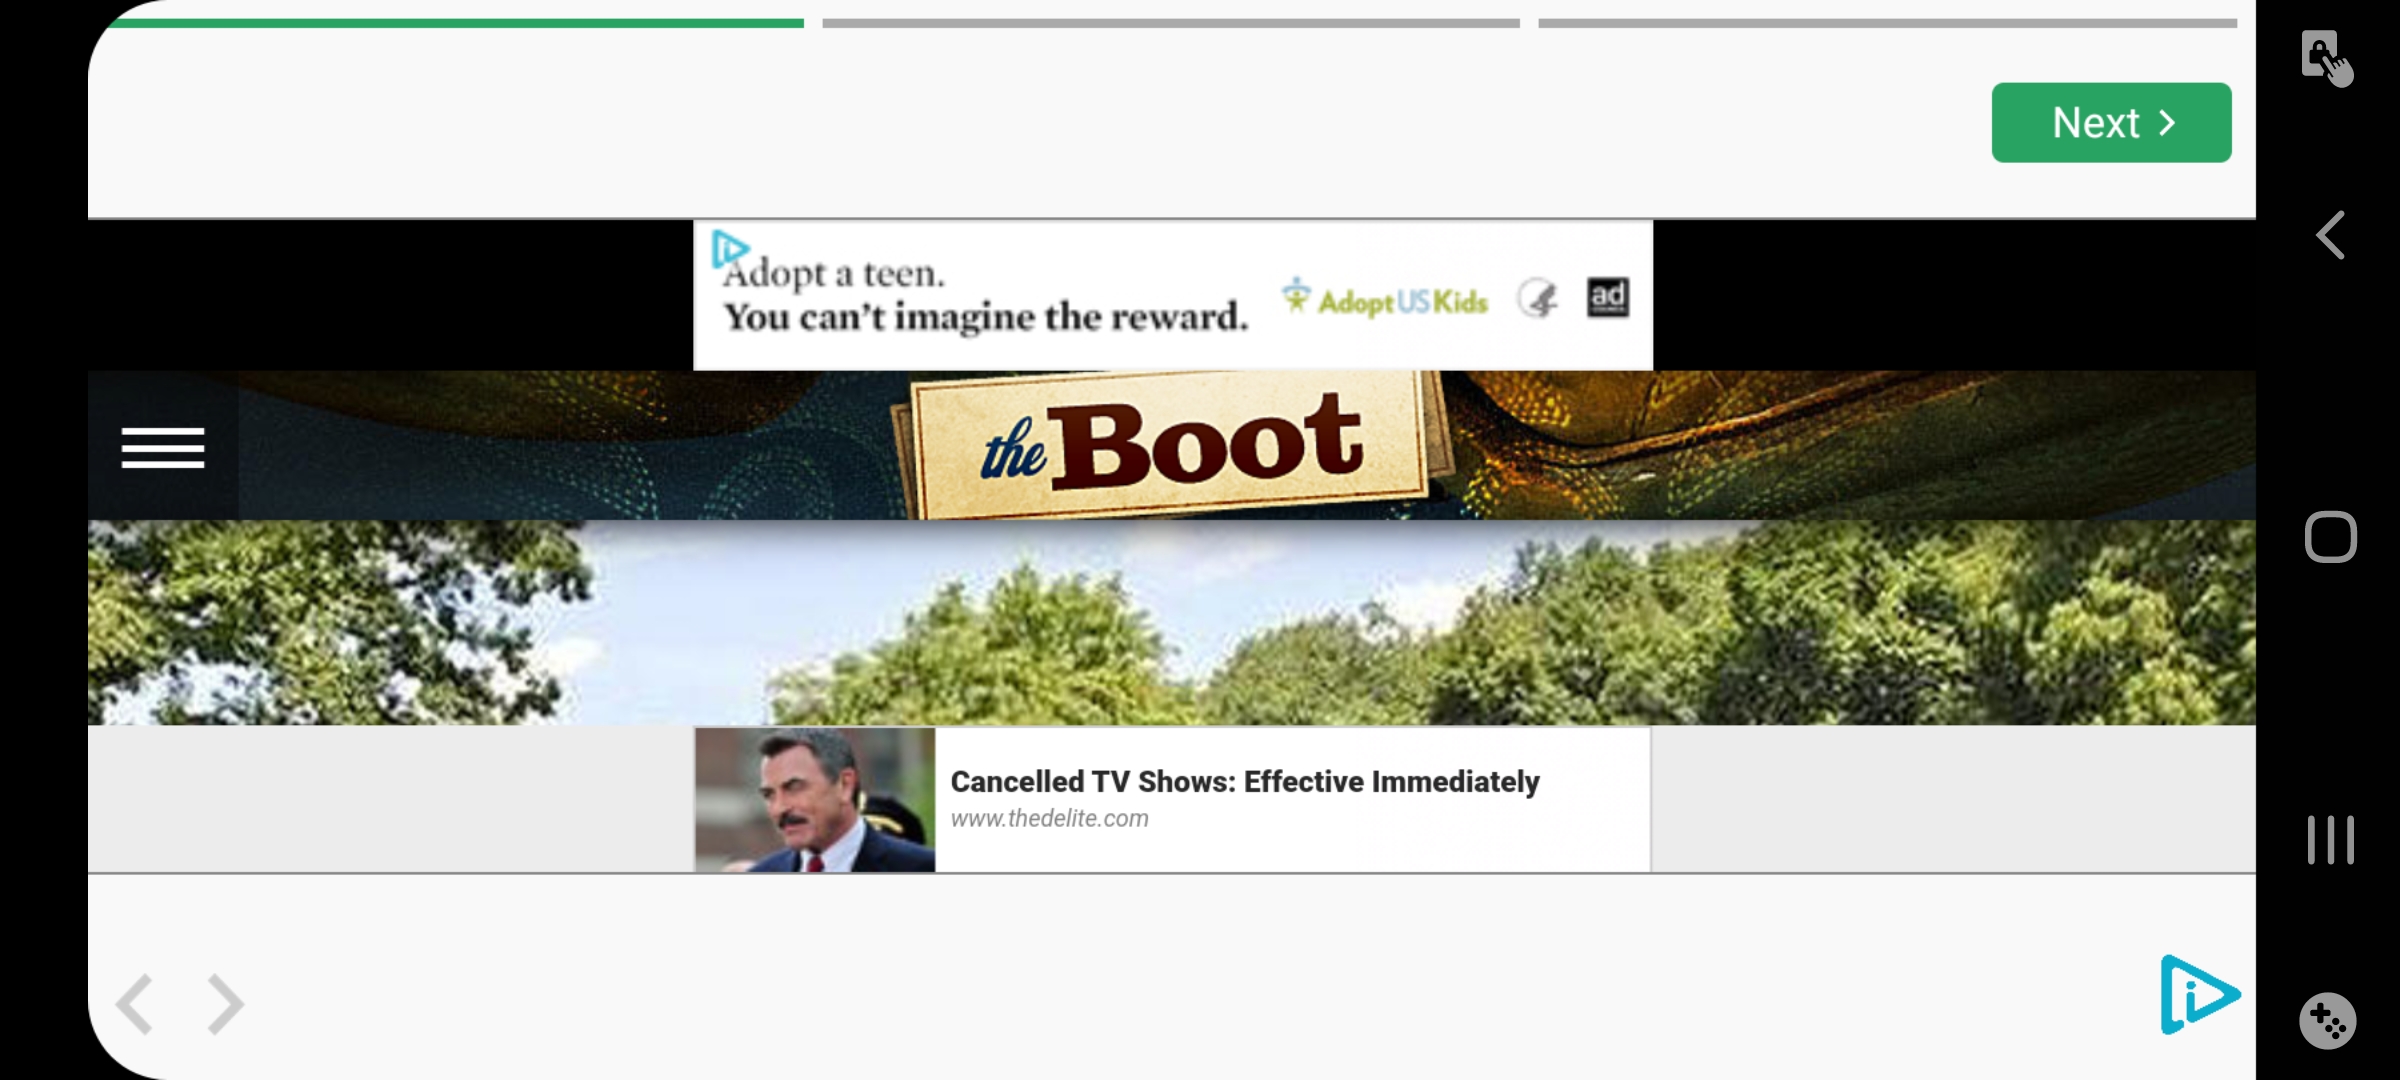 Next
Adopt a teen.
You can't imagine the reward.
AdoptUSKids
ad
the Boot
Cancelled TV Shows: Effective Immediately
www.thedelite.com